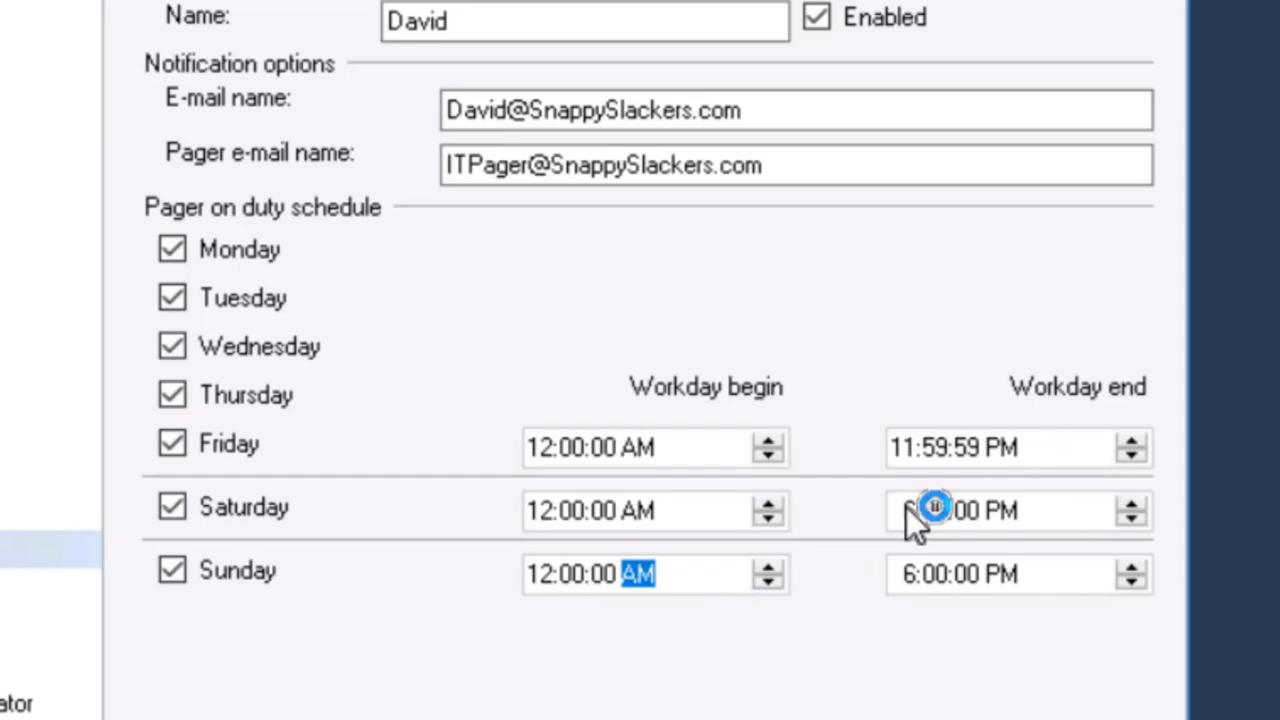 Name: David Enabled
Notification options
E-mail name: David@SnappySlackers.com
Pager e-mail name: ITPager@SnappySlackers.com
Pager on duty schedule
Monday
Tuesday
Wednesday
Thursday Workday begin Workday end
Friday 12:00:00 AM 11:59:59 PM
Saturday 12:00:00 AM :00 PM
Sunday 12:00:00 AM 6:00:00 PM
ator